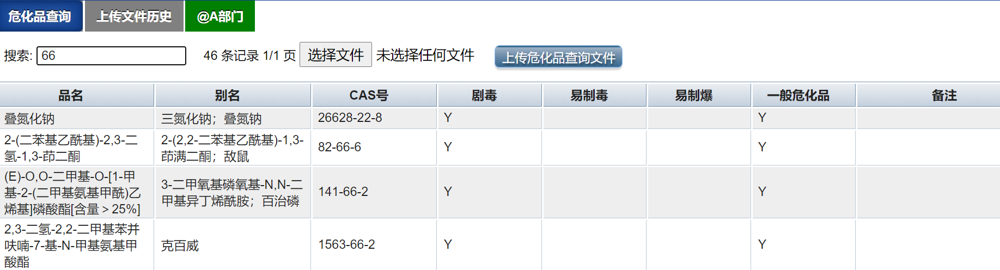 危化品查询 上传文件历史 @A部门
搜索: 66 46 条记录 1/1 页 选择文件 未选择任何文件 上传危化品查询文件
品名 别名 CAS号 剧毒 易制毒 易制爆 一般危化品 备注
叠氮化钠 三氮化钠；叠氮钠 26628-22-8 Y Y
2-(二苯基乙酰基)-2,3-二
氢-1,3-茚二酮
2-(2,2-二苯基乙酰基)-1,3-
茚满二酮；敌鼠
82-66-6 Y Y
(E)-O,O-二甲基-O-[1-甲
基-2-(二甲基氨基甲酰)乙
烯基]磷酸酯[含量＞25%]
3-二甲氧基磷氧基-N,N-二
甲基异丁烯酰胺；百治磷
141-66-2 Y Y
2,3-二氢-2,2-二甲基苯并
呋喃-7-基-N-甲基氨基甲
酸酯
克百威
1563-66-2 Y Y